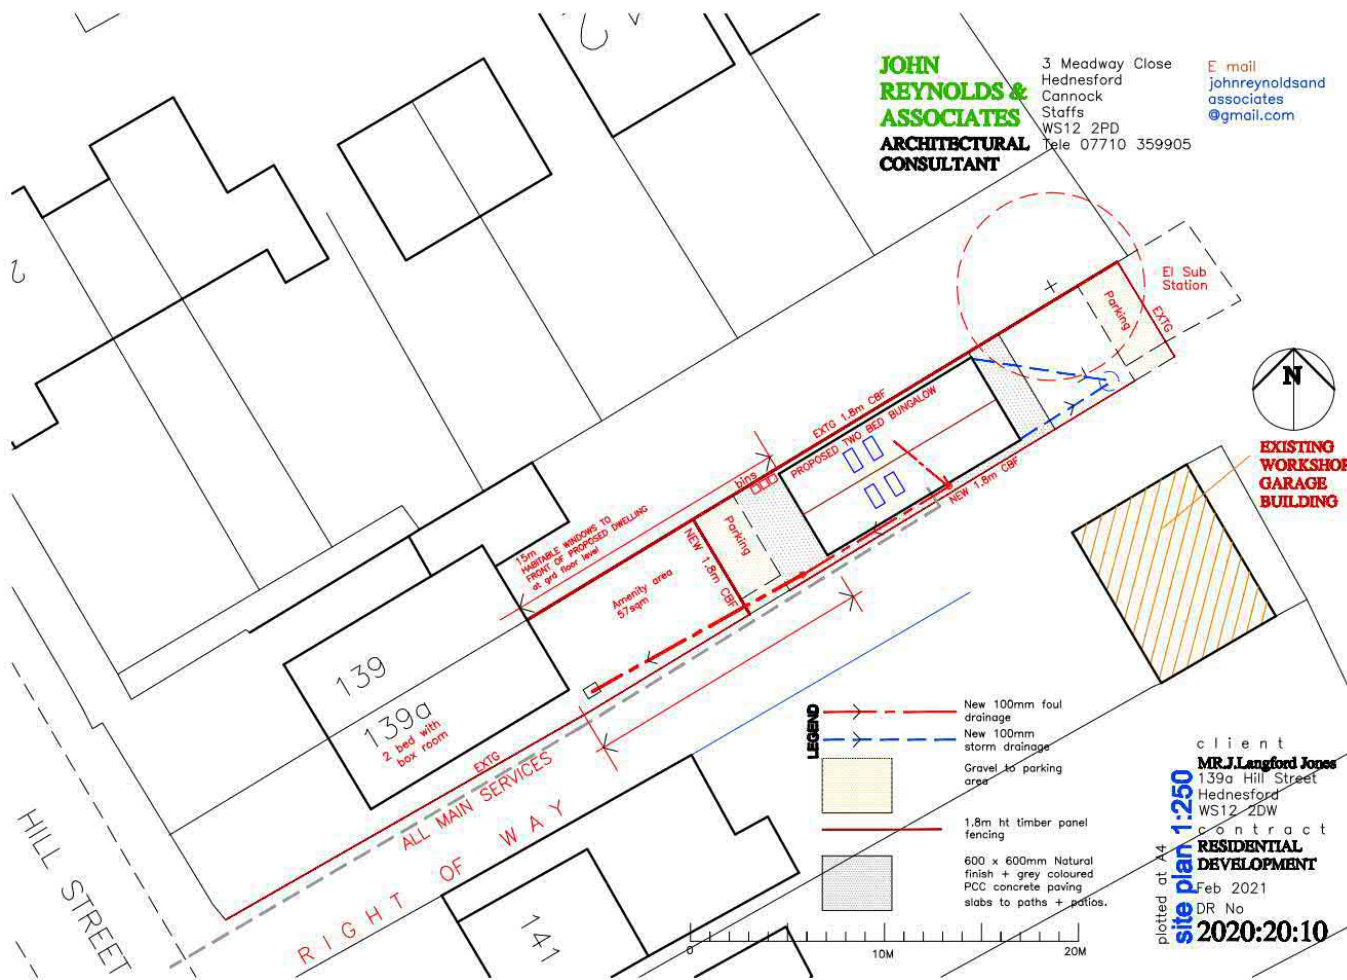 JOHN
REYNOLDS &
ASSOCIATES
ARCHITECTURAL
CONSULTANT
3 Meadway Close
Hednesford
Cannock
Staffs
WS12 2PD
Tele 07710 359905
E mail
johnreynoldsand
associates
@gmail.com
El Sub
Station
Parking
EXTG
N
EXISTING
WORKSHOP
GARAGE
BUILDING
EXTG 1.8m CBF
PROPOSED TWO BED BUNGALOW
bins
NEW 1.8m CBF
15m
HABITABLE WINDOWS TO
FRONT OF PROPOSED DWELLING
at grd floor level
Parking
NEW 1.8m CBF
Amenity area
57sqm
139
139a
2 bed with
box room
EXTG
ALL MAIN SERVICES
RIGHT OF WAY
HILL STREET
141
LEGEND
New 100mm foul
drainage
New 100mm
storm drainage
Gravel to parking
area
1.8m ht timber panel
fencing
600 x 600mm Natural
finish + grey coloured
PCC concrete paving
slabs to paths + patios.
0
10M
20M
plotted at A4
site plan 1:250
client
MR.J.Langford Jones
139a Hill Street
Hednesford
WS12 2DW
contract
RESIDENTIAL
DEVELOPMENT
Feb 2021
DR No
2020:20:10